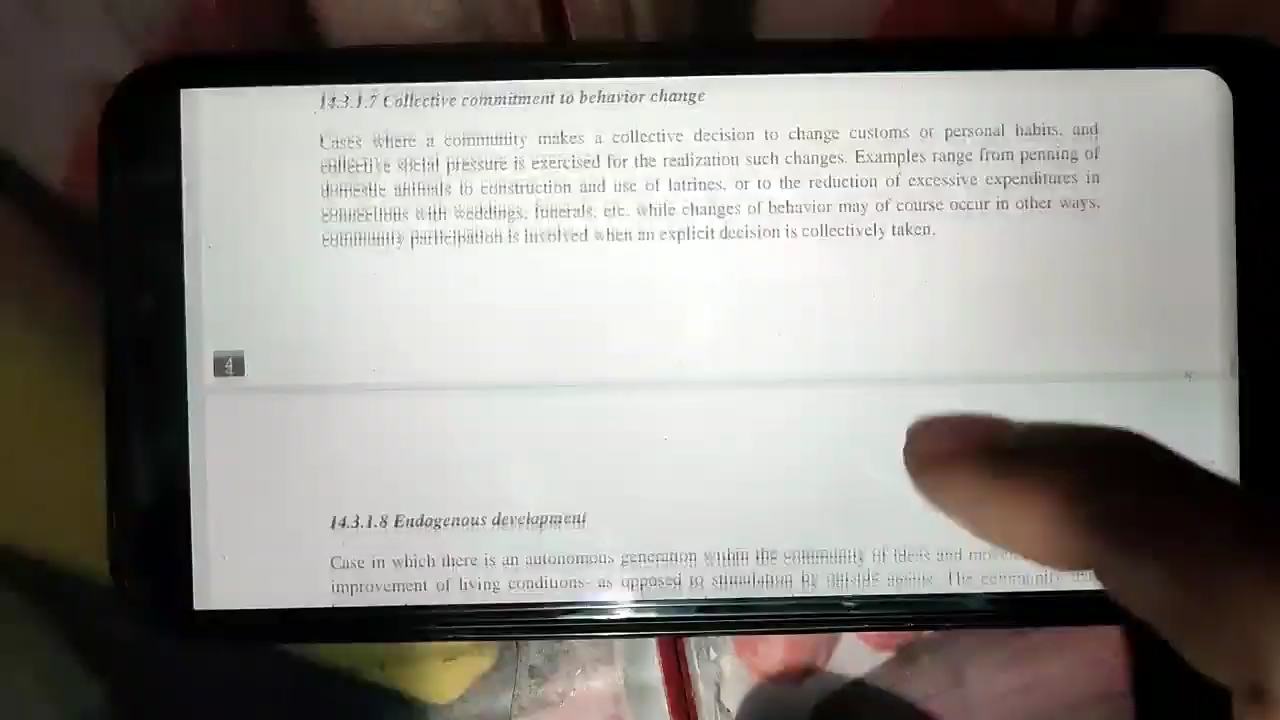 14.3.1.7 Collective commitment to behavior change
Cases where a community makes a collective decision to change customs or personal habits, and
collective social pressure is exercised for the realization such changes. Examples range from penning of
domestic animals to construction and use of latrines, or to the reduction of excessive expenditures in
connections with weddings, funerals, etc. while changes of behavior may of course occur in other ways,
community participation is involved when an explicit decision is collectively taken.
4
14.3.1.8 Endogenous development
Case in which there is an autonomous generation within the community of ideas and
improvement of living conditions- as opposed to stimulation by outside agents. The community